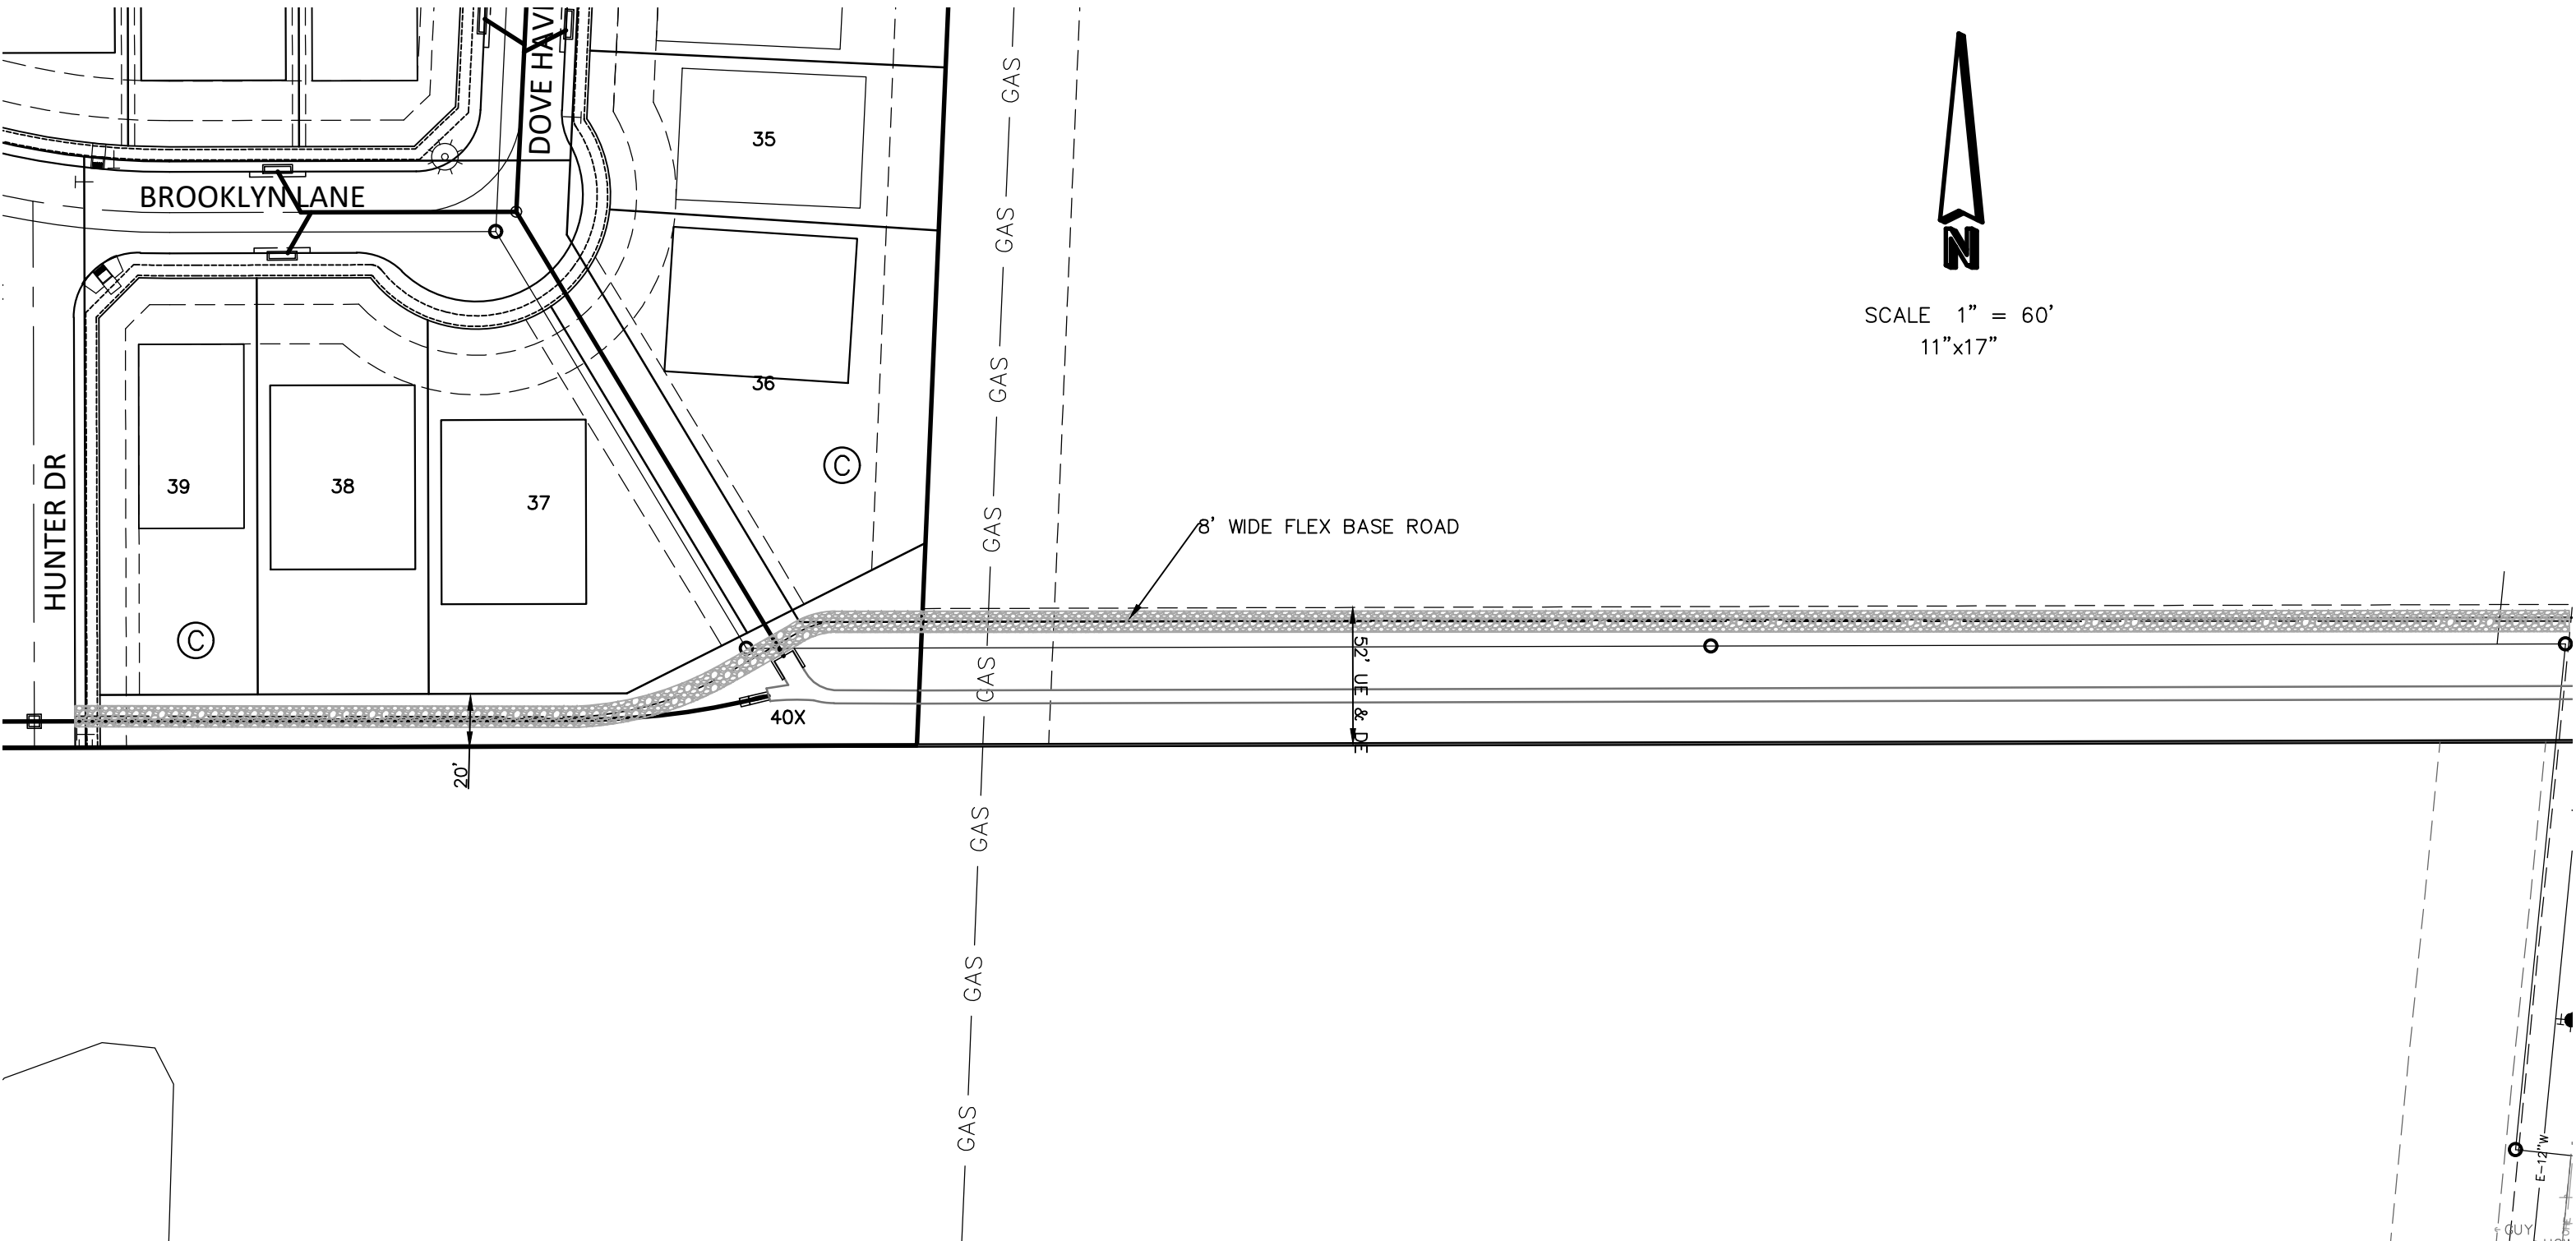 DOVE HAV
GAS
35
BROOKLYN LANE
GAS
N
SCALE 1" = 60'
11"x17"
GAS
36
C
39
38
37
HUNTER DR
GAS
8' WIDE FLEX BASE ROAD
C
GAS
52' UE & DE
40X
20'
GAS
GAS
GAS
E-12"W
GUY